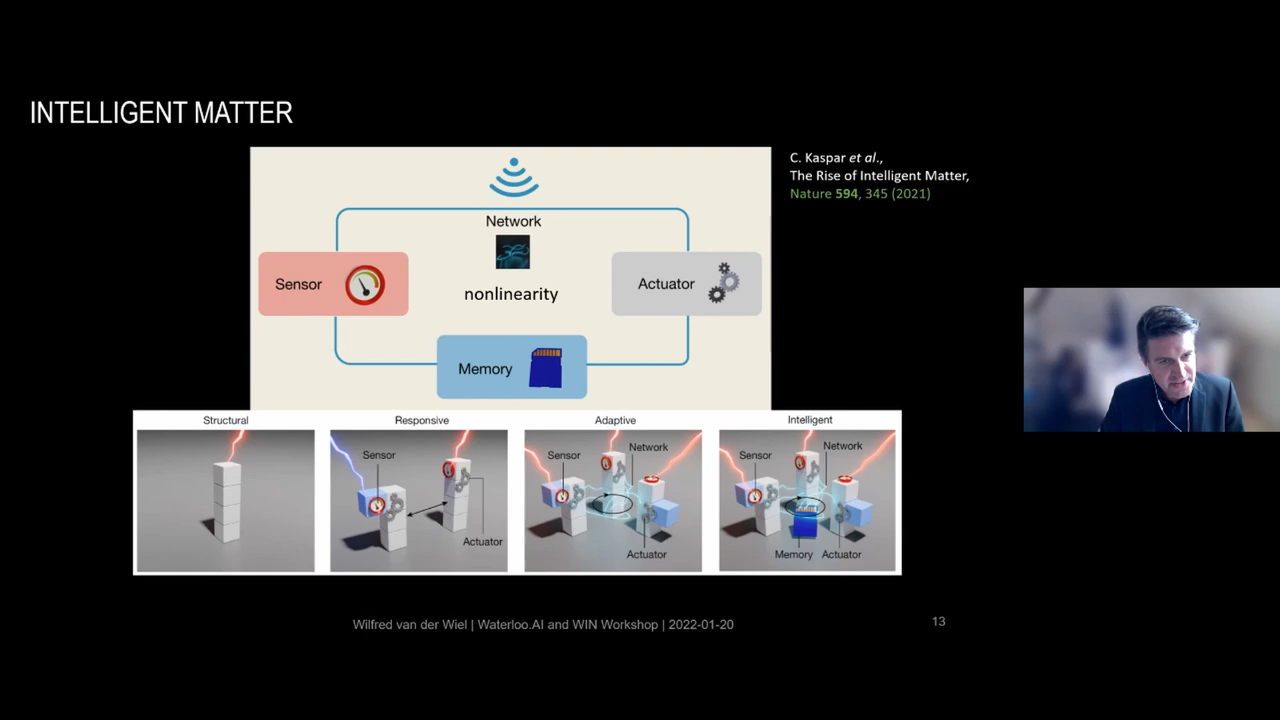 INTELLIGENT MATTER
C. Kaspar et al.,
The Rise of Intelligent Matter,
Nature 594, 345 (2021)
Network
Sensor
Actuator
nonlinearity
Memory
Structural
Responsive
Adaptive
Intelligent
Sensor
Actuator
Sensor
Network
Actuator
Sensor
Network
Memory
Actuator
Wilfred van der Wiel | Waterloo.AI and WIN Workshop | 2022-01-20
13